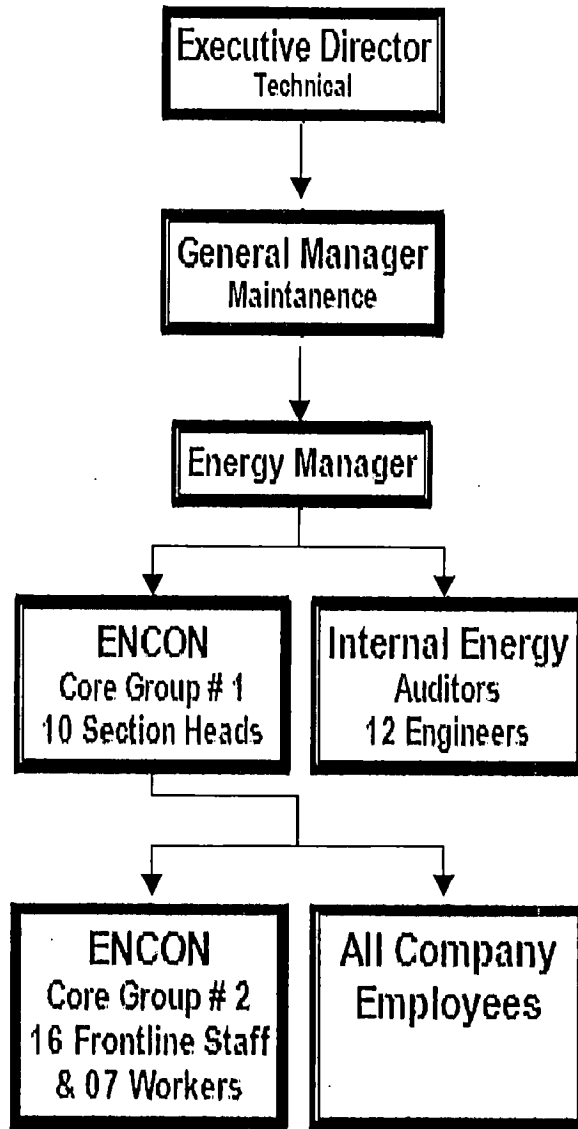 Executive Director
Technical
General Manager
Maintanence
Energy Manager
ENCON
Core Group # 1
10 Section Heads
Internal Energy
Auditors
12 Engineers
ENCON
Core Group # 2
16 Frontline Staff
& 07 Workers
All Company
Employees